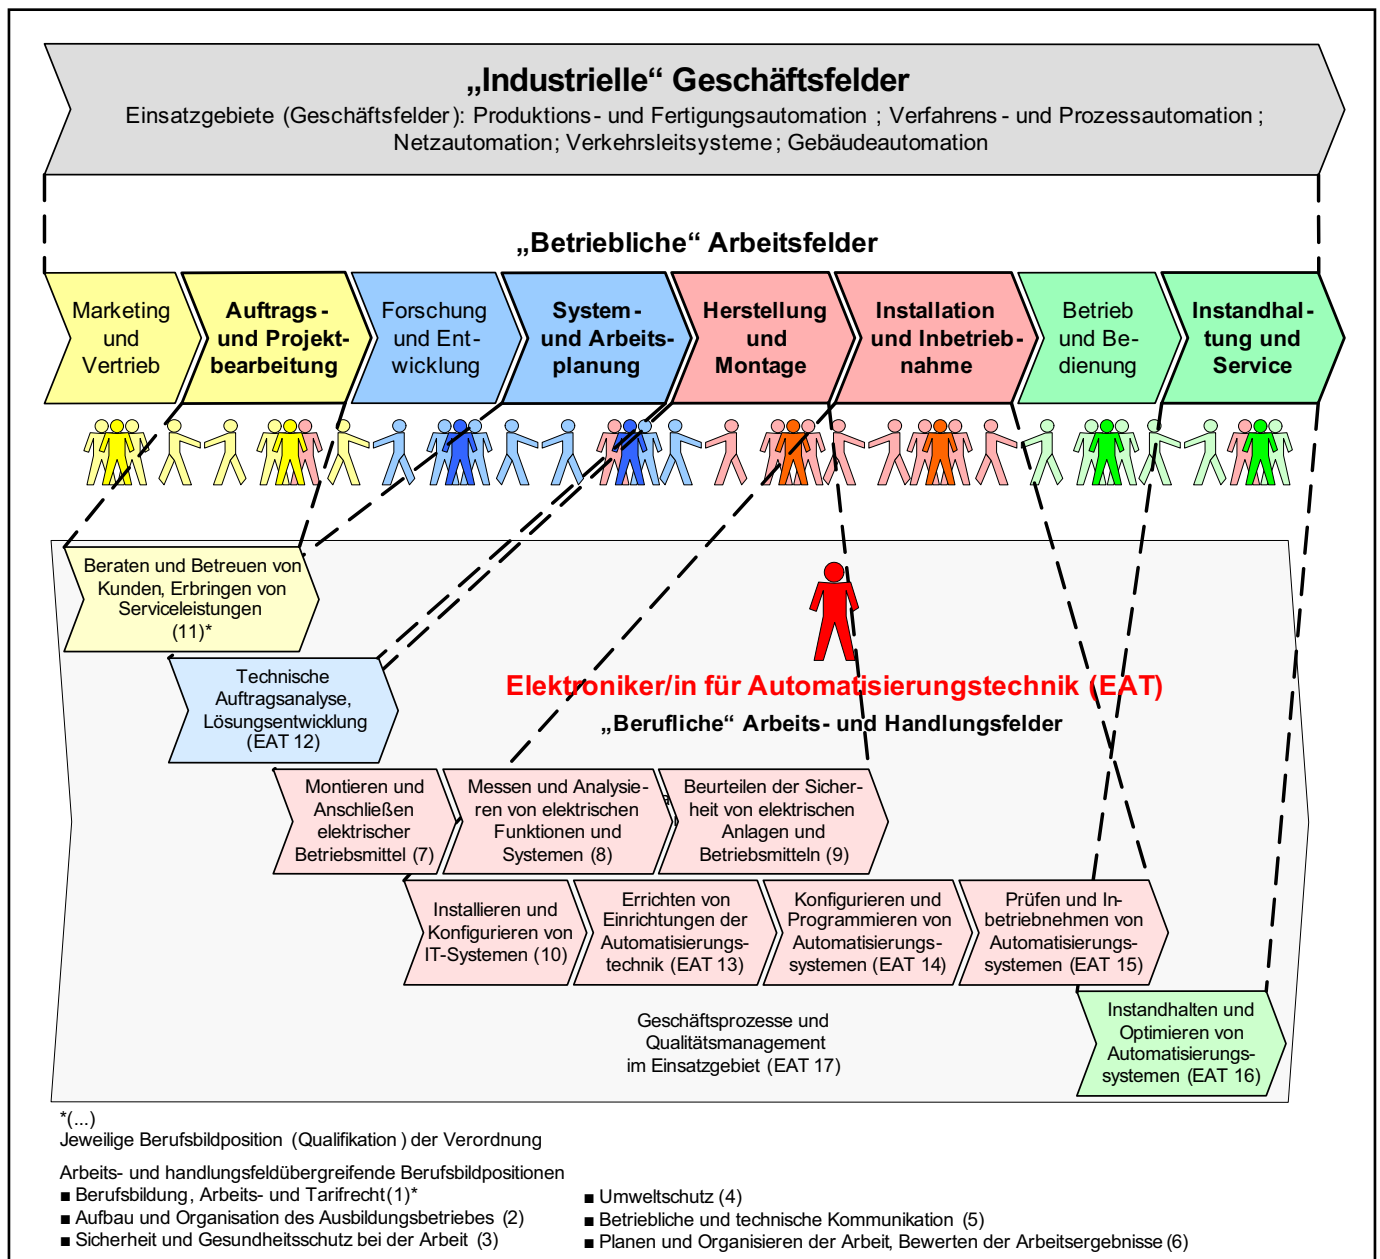 „Industrielle“ Geschäftsfelder
Einsatzgebiete (Geschäftsfelder): Produktions- und Fertigungsautomation ; Verfahrens- und Prozessautomation ;
Netzautomation; Verkehrsleitsysteme ; Gebäudeautomation
„Betriebliche“ Arbeitsfelder
Marketing
und
Vertrieb
Auftrags-
und Projekt-
bearbeitung
Forschung
und Ent-
wicklung
System-
und Arbeits-
planung
Herstellung
und
Montage
Installation
und Inbetrieb-
nahme
Betrieb
und Be-
dienung
Instandhal-
tung und
Service
Beraten und Betreuen von
Kunden, Erbringen von
Serviceleistungen
(11)*
Technische
Auftragsanalyse,
Lösungsentwicklung
(EAT 12)
Elektroniker/in für Automatisierungstechnik (EAT)
„Berufliche“ Arbeits- und Handlungsfelder
Montieren und
Anschließen
elektrischer
Betriebsmittel (7)
Messen und Analysie-
ren von elektrischen
Funktionen und
Systemen (8)
Beurteilen der Sicher-
heit von elektrischen
Anlagen und
Betriebsmitteln (9)
Installieren und
Konfigurieren von
IT-Systemen (10)
Errichten von
Einrichtungen der
Automatisierungs-
technik (EAT 13)
Konfigurieren und
Programmieren von
Automatisierungs-
systemen (EAT 14)
Prüfen und In-
betriebnehmen von
Automatisierungs-
systemen (EAT 15)
Geschäftsprozesse und
Qualitätsmanagement
im Einsatzgebiet (EAT 17)
Instandhalten und
Optimieren von
Automatisierungs-
systemen (EAT 16)
*(...)
Jeweilige Berufsbildposition (Qualifikation) der Verordnung
Arbeits- und handlungsfeldübergreifende Berufsbildpositionen
■ Berufsbildung, Arbeits- und Tarifrecht (1)*
■ Aufbau und Organisation des Ausbildungsbetriebes (2)
■ Sicherheit und Gesundheitsschutz bei der Arbeit (3)
■ Umweltschutz (4)
■ Betriebliche und technische Kommunikation (5)
■ Planen und Organisieren der Arbeit, Bewerten der Arbeitsergebnisse (6)